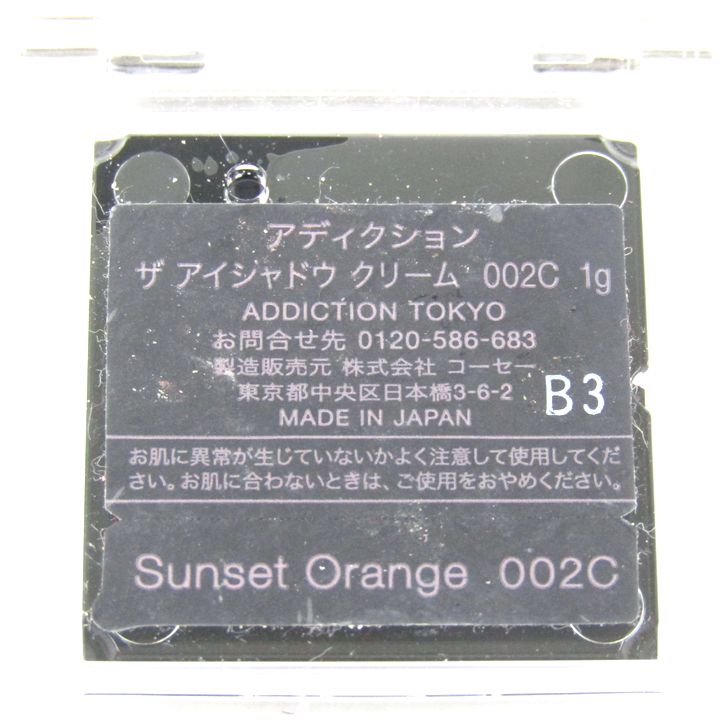 アディクション
ザ アイシャドウ クリーム 002C 1g
ADDICTION TOKYO
お問合せ先 0120-586-683
製造販売元 株式会社 コーセー
東京都中央区日本橋3-6-2
MADE IN JAPAN
B3
お肌に異常が生じていないかよく注意して使用してくだ
さい。お肌に合わないときは、ご使用をおやめください。
Sunset Orange 002C